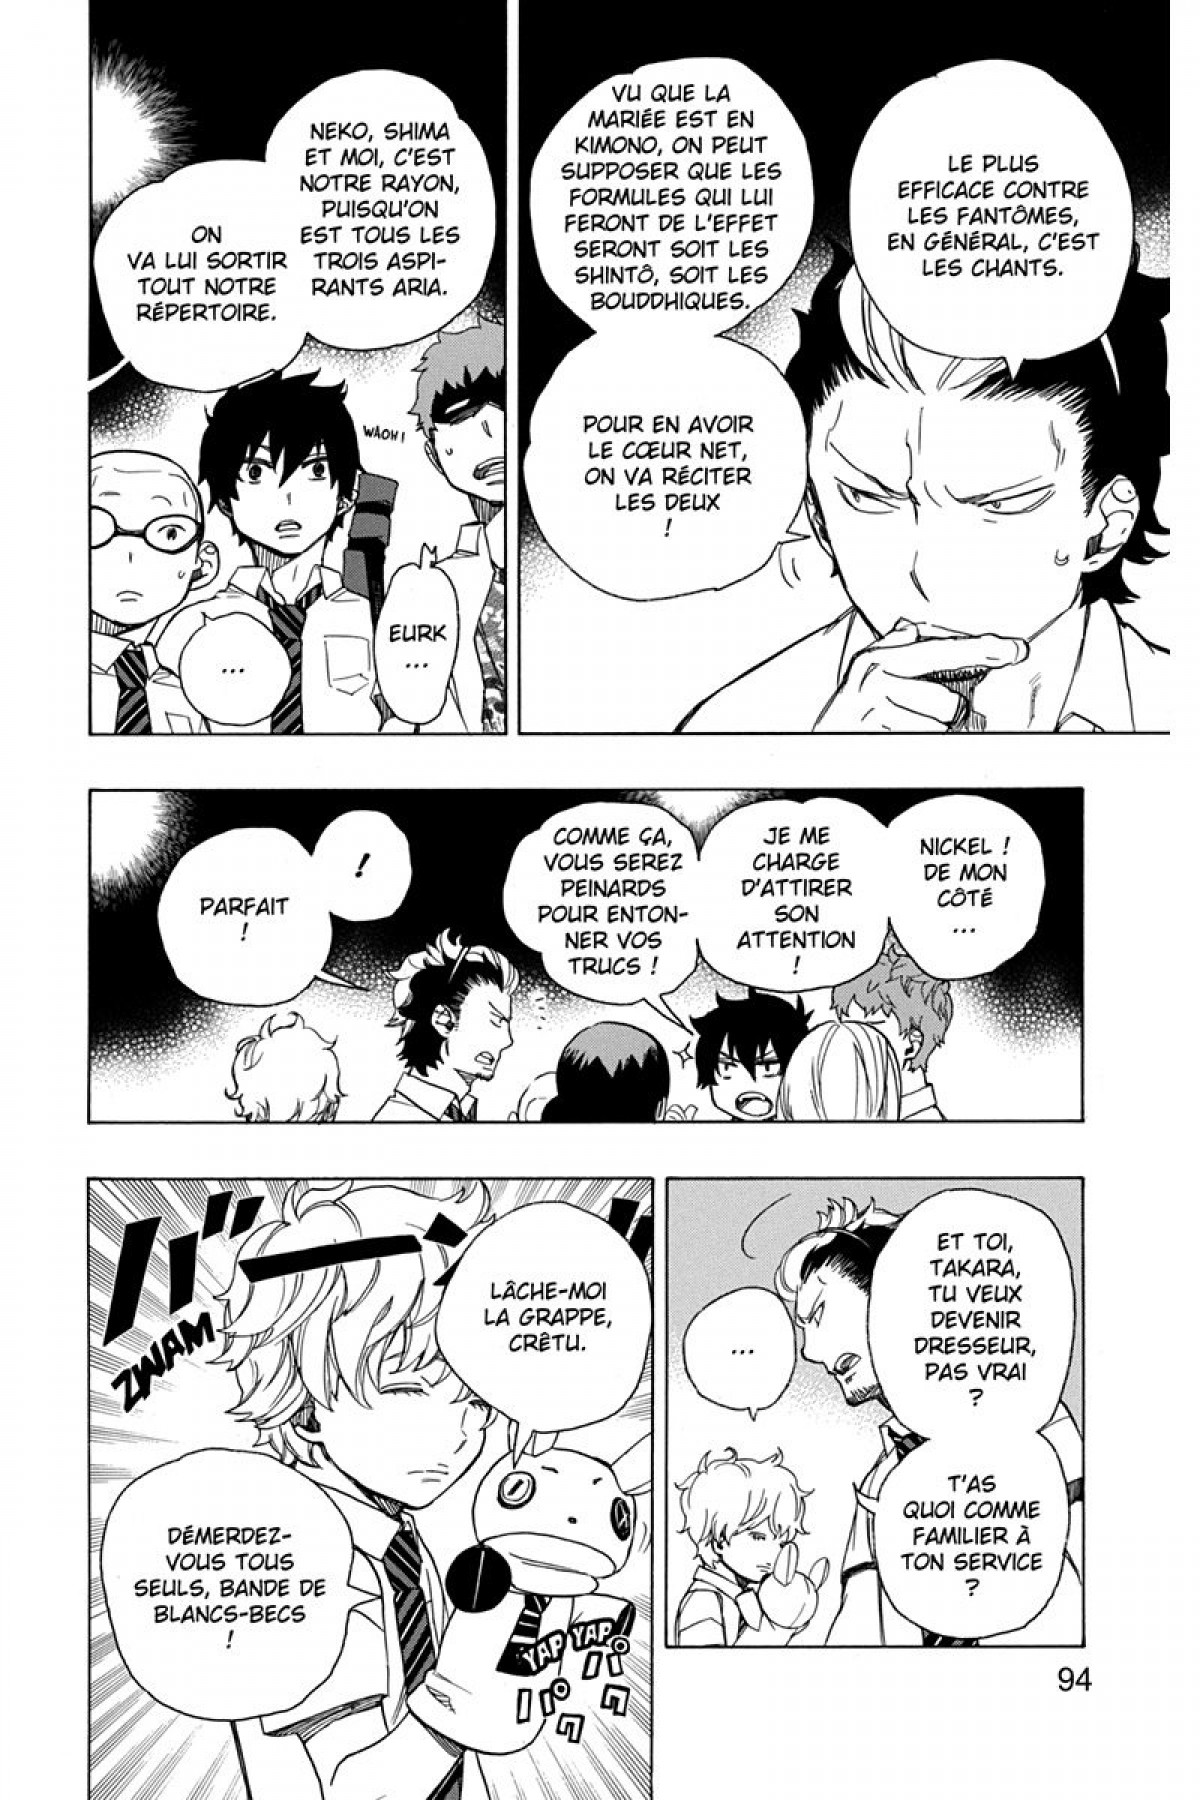 LE PLUS
EFFICACE CONTRE
LES FANTÔMES,
EN GÉNÉRAL, C'EST
LES CHANTS.
VU QUE LA
MARIÉE EST EN
KIMONO, ON PEUT
SUPPOSER QUE LES
FORMULES QUI LUI
FERONT DE L'EFFET
SERONT SOIT LES
SHINTÔ, SOIT LES
BOUDDHIQUES.
POUR EN AVOIR
LE CŒUR NET,
ON VA RÉCITER
LES DEUX
!
NEKO, SHIMA
ET MOI, C'EST
NOTRE RAYON,
PUISQU'ON
EST TOUS LES
TROIS ASPI-
RANTS ARIA.
ON
VA LUI SORTIR
TOUT NOTRE
RÉPERTOIRE.
WAOH !
EURK
...
...
NICKEL !
DE MON
CÔTÉ
...
JE ME
CHARGE
D'ATTIRER
SON
ATTENTION
!
COMME ÇA,
VOUS SEREZ
PEINARDS
POUR ENTON-
NER VOS
TRUCS !
!
PARFAIT
!
ET TOI,
TAKARA,
TU VEUX
DEVENIR
DRESSEUR,
PAS VRAI
?
...
T'AS
QUOI COMME
FAMILIER À
TON SERVICE
?
ZWAM
LÂCHE-MOI
LA GRAPPE,
CRÊTU.
DÉMERDEZ-
VOUS TOUS
SEULS, BANDE DE
BLANCS-BECS
!
YAP YAP
パク
パク
94